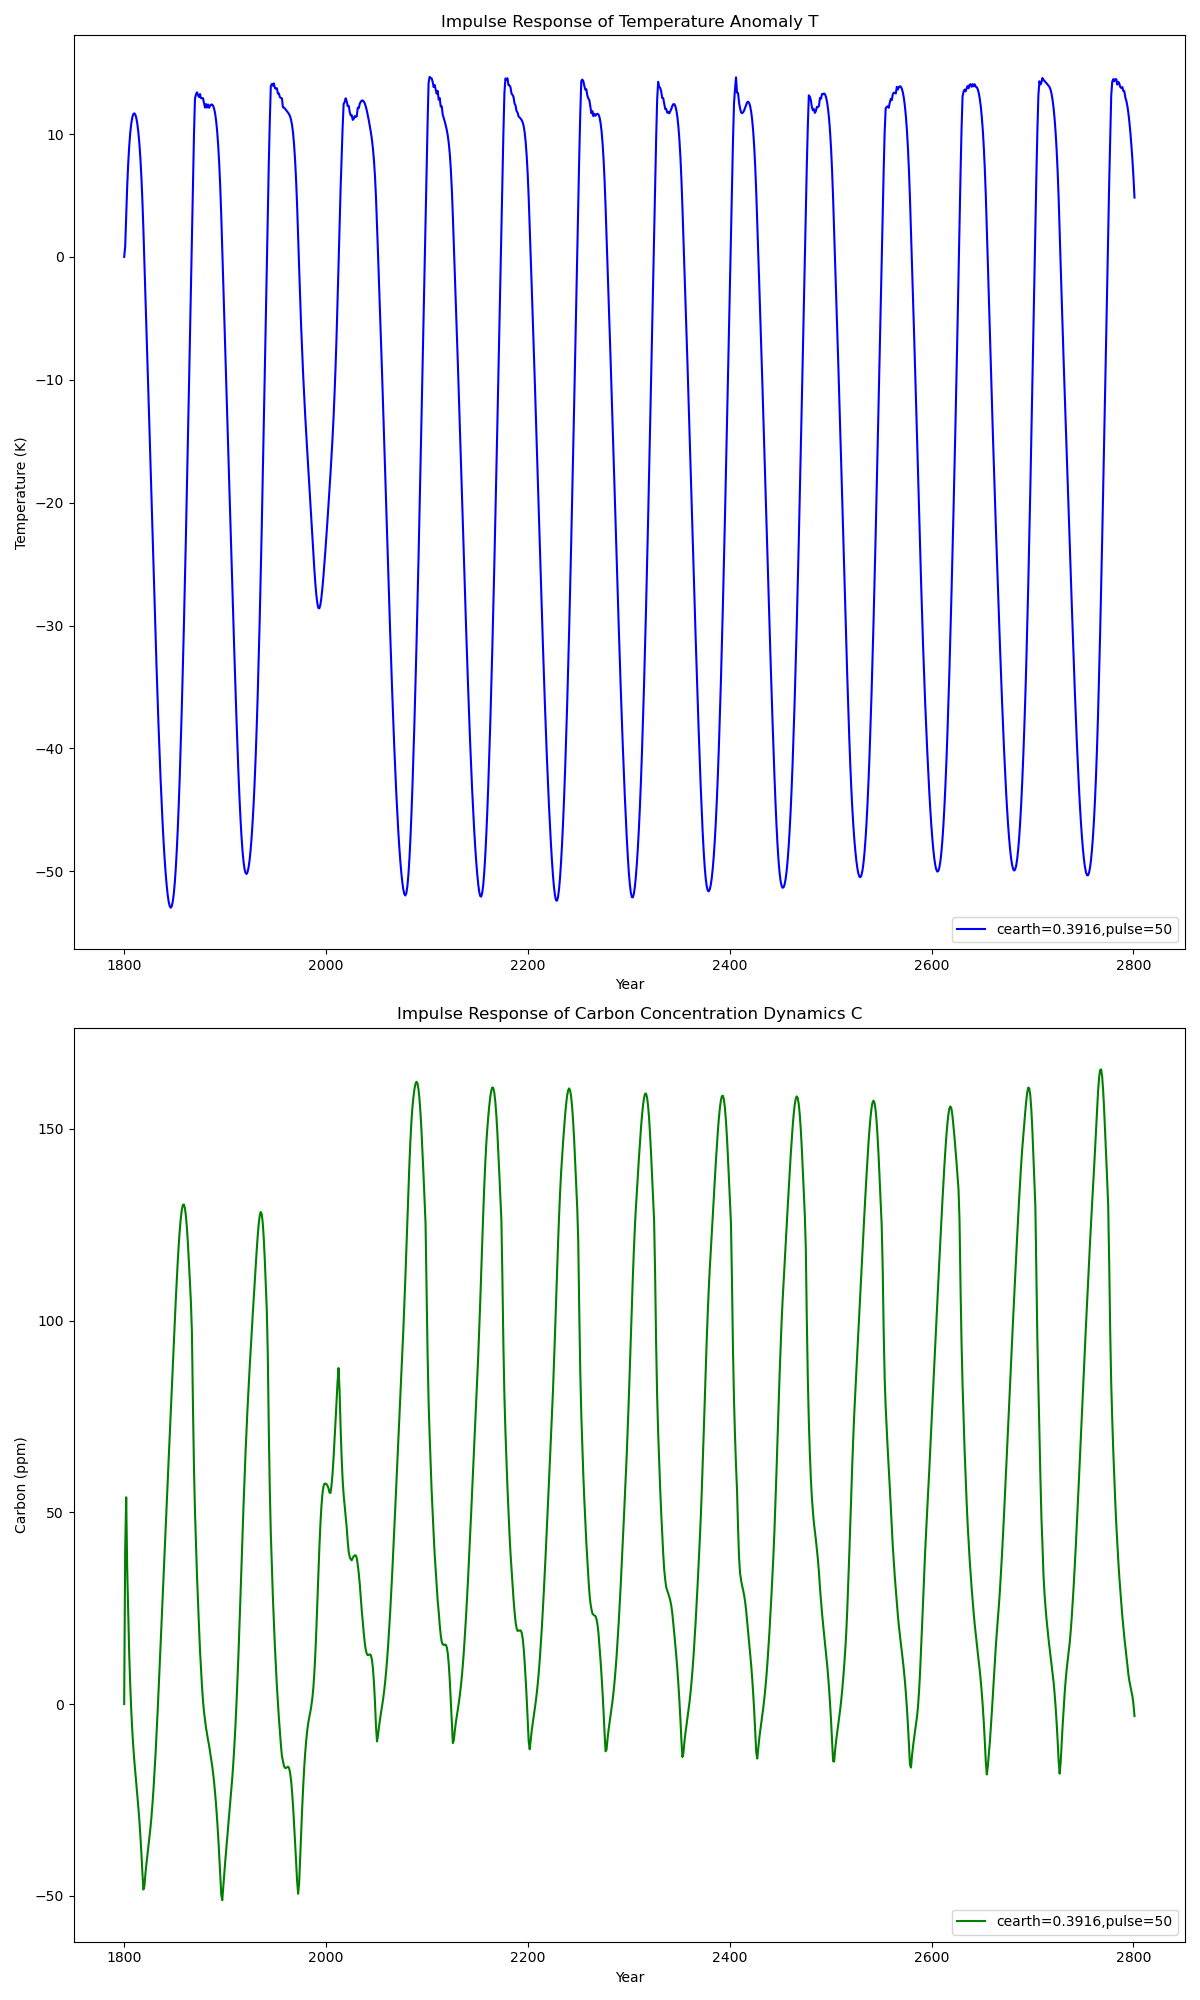 Impulse Response of Temperature Anomaly T
10
0
−10
−20
−30
−40
−50
Temperature (K)
cearth=0.3916,pulse=50
1800 2000 2200 2400 2600 2800
Year
Impulse Response of Carbon Concentration Dynamics C
150
100
50
0
−50
Carbon (ppm)
cearth=0.3916,pulse=50
1800 2000 2200 2400 2600 2800
Year